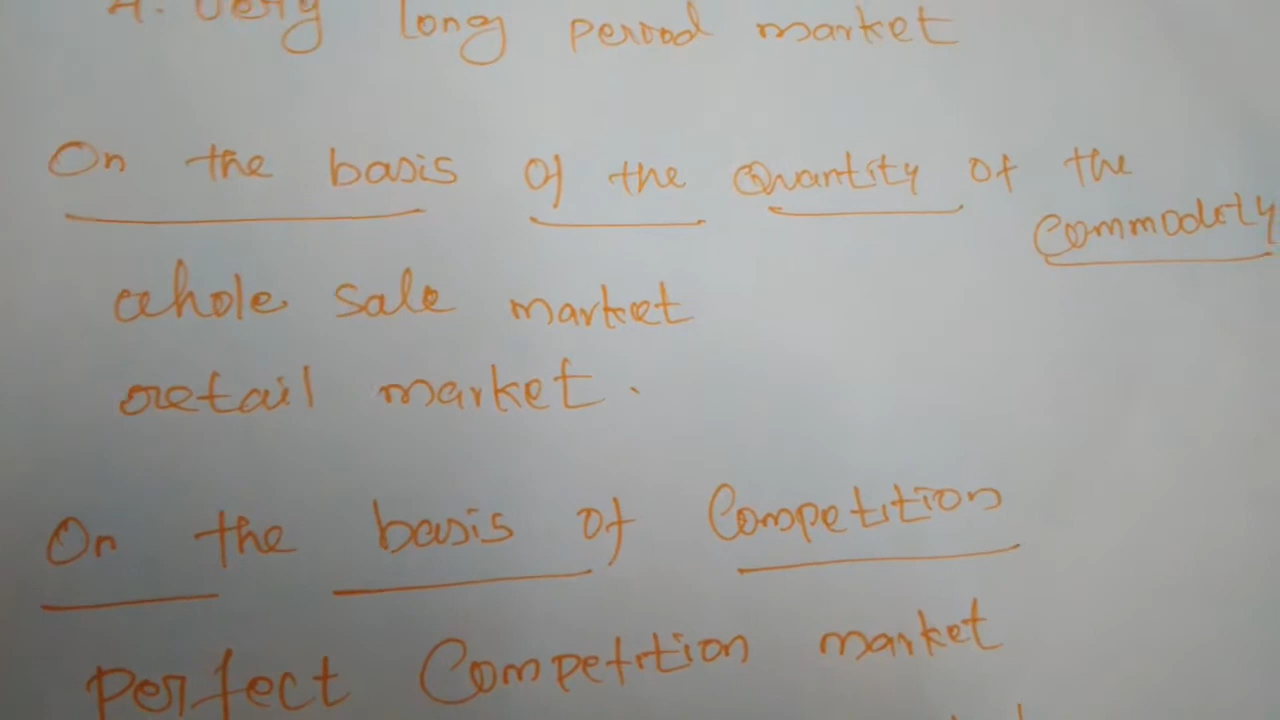 4. Very long period market
On the basis of the Quantity of the
Commodity
whole sale market
retail market.
On the basis of Competition
Perfect Competition market